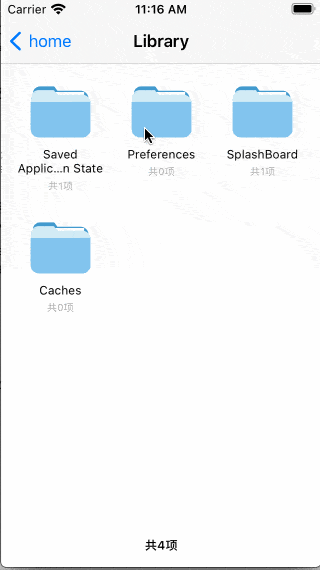 Carrier 11:16 AM
home Library
Saved
Applic...n State
共1项
Preferences
共0项
SplashBoard
共1项
Caches
共0项
共4项